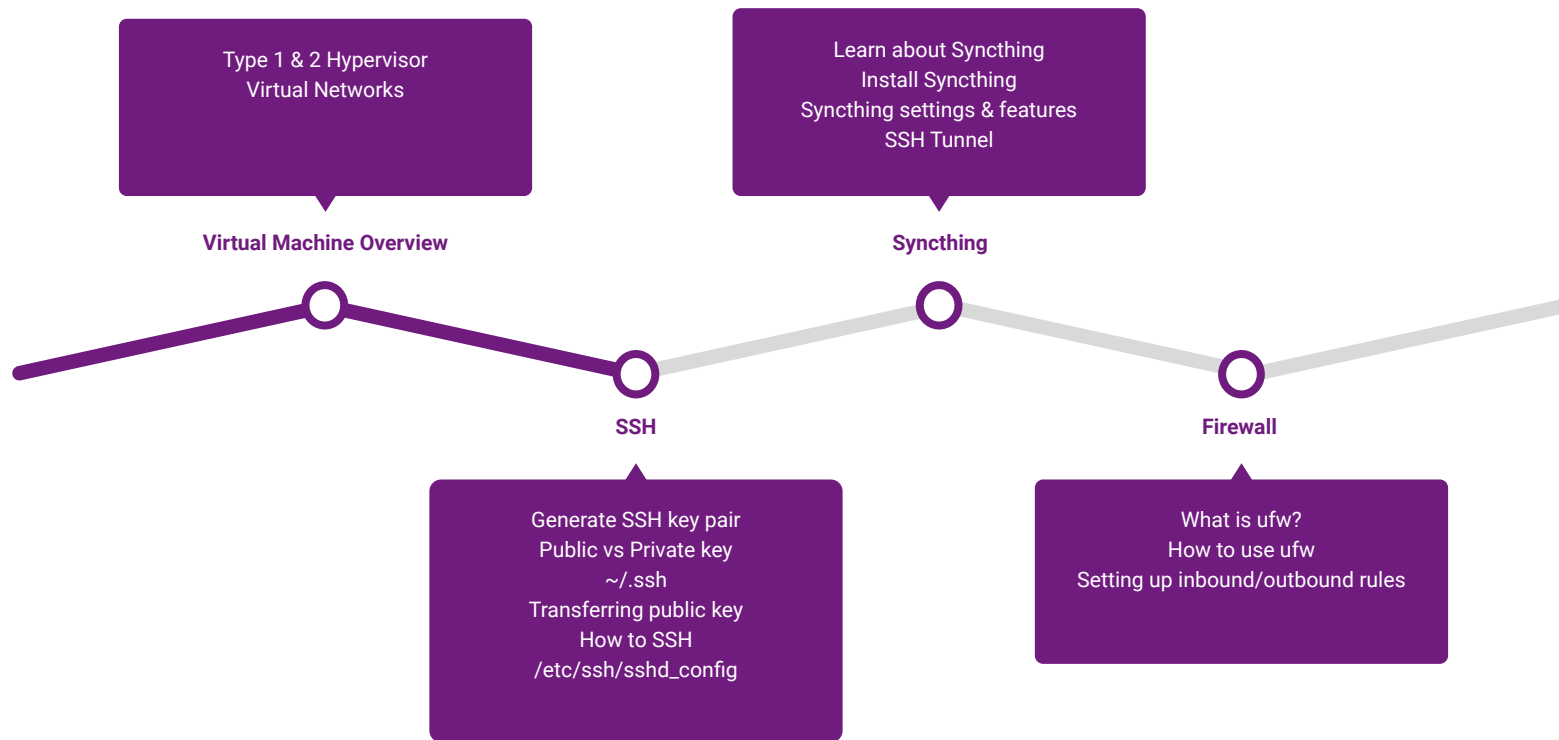 Type 1 & 2 Hypervisor
Virtual Networks
Virtual Machine Overview
SSH
Generate SSH key pair
Public vs Private key
~/.ssh
Transferring public key
How to SSH
/etc/ssh/sshd_config
Learn about Syncthing
Install Syncthing
Syncthing settings & features
SSH Tunnel
Syncthing
Firewall
What is ufw?
How to use ufw
Setting up inbound/outbound rules